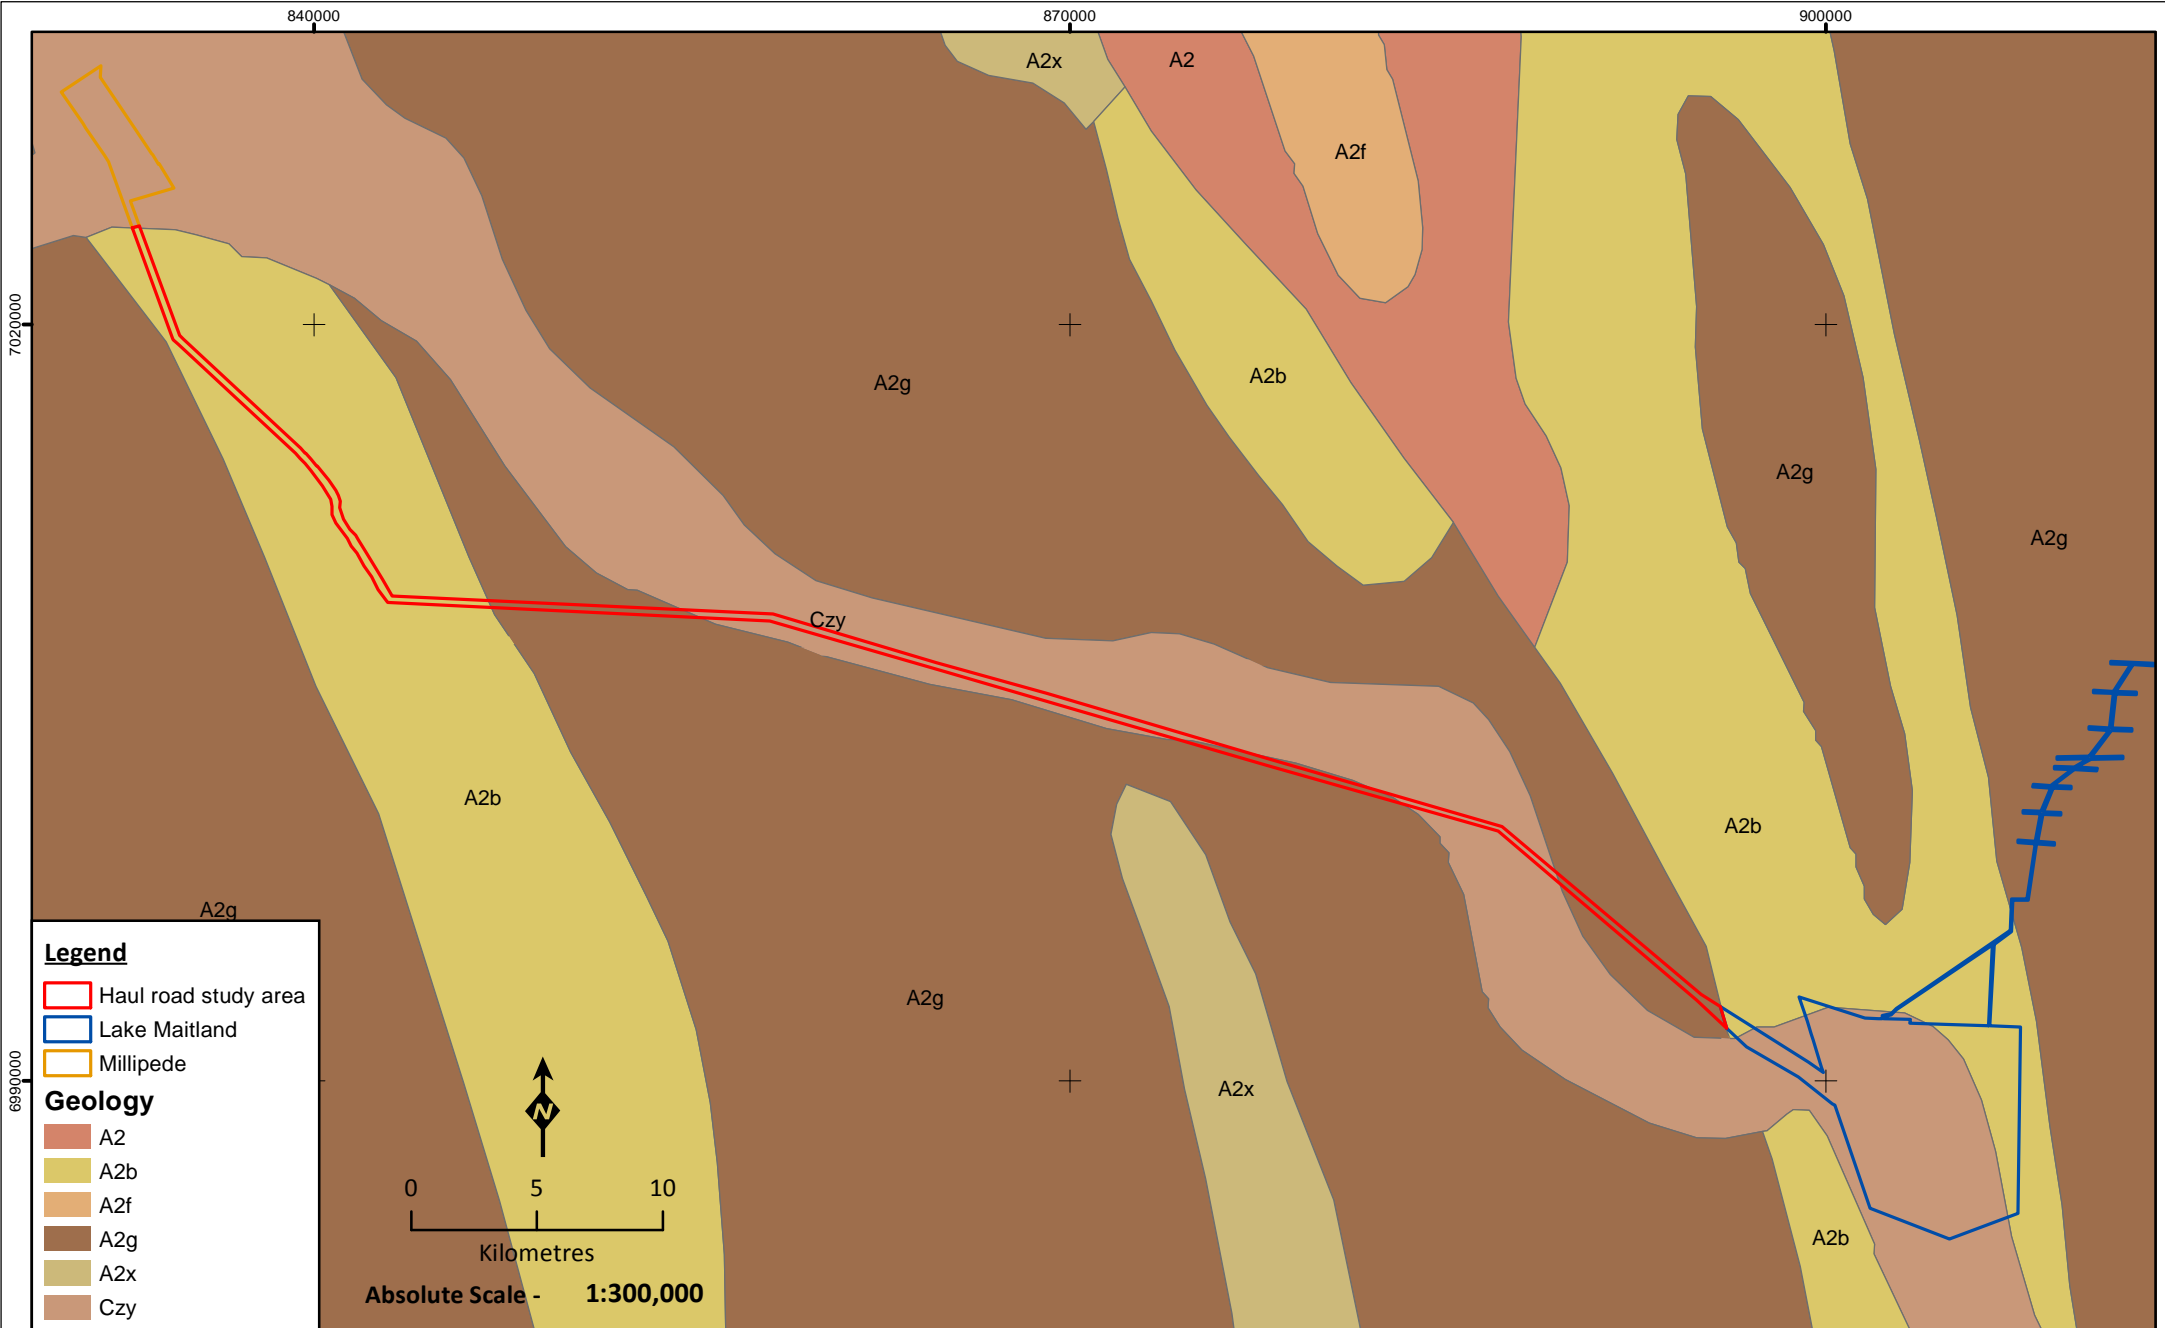 840000
870000
900000
A2x
A2
A2f
7020000
A2g
A2b
A2g
A2g
Czy
A2b
A2b
A2g
A2g
A2x
A2b
6990000
Legend
Haul road study area
Lake Maitland
Millipede
Geology
A2
A2b
A2f
A2g
A2x
Czy
N
0 5 10
Kilometres
Absolute Scale - 1:300,000